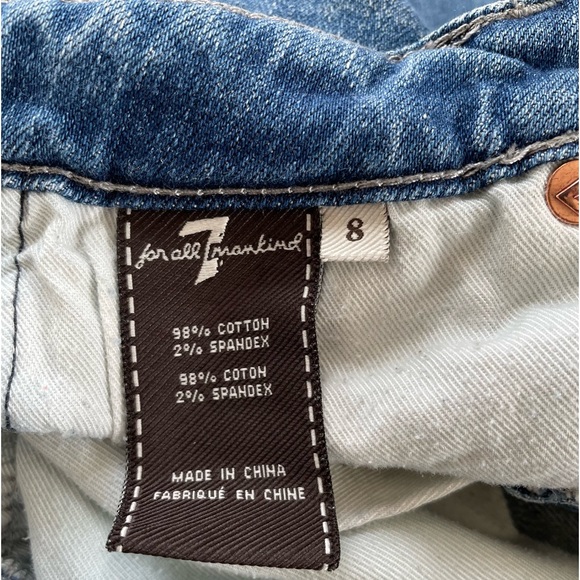 for all 7 mankind
8
98% COTTON
2% SPANDEX
98% COTON
2% SPANDEX
MADE IN CHINA
FABRIQUÉ EN CHINE